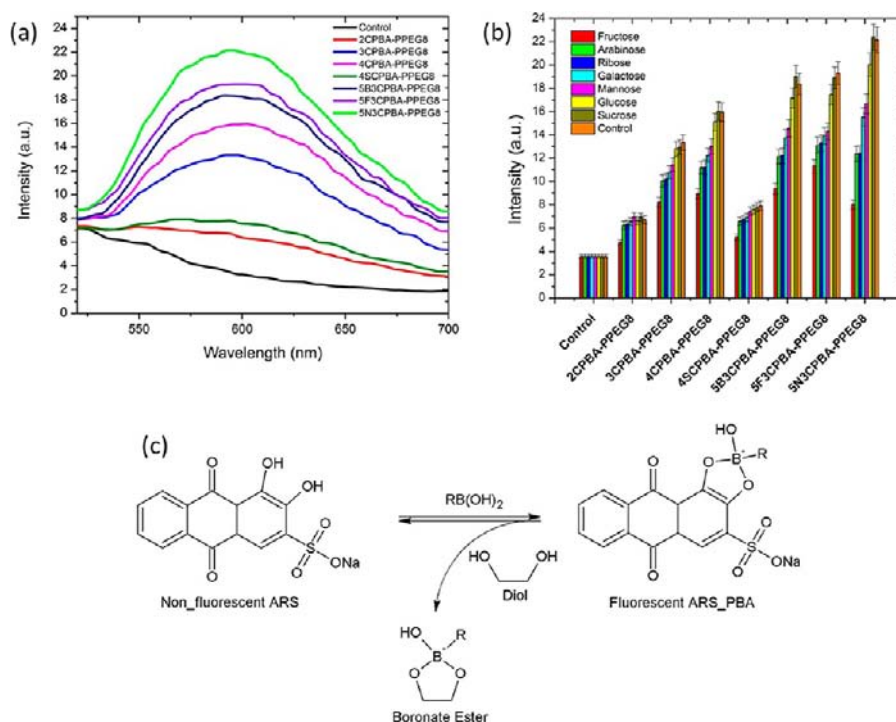 (a)
24
22
20
18
16
14
12
10
8
6
4
2
0
Intensity (a.u.)
550
600
650
700
Wavelength (nm)
Control
2CPBA-PPEG8
3CPBA-PPEG8
4CPBA-PPEG8
4SCPBA-PPEG8
5B3CPBA-PPEG8
5F3CPBA-PPEG8
5N3CPBA-PPEG8
(b)
24
22
20
18
16
14
12
10
8
6
4
2
0
Intensity (a.u.)
Fructose
Arabinose
Ribose
Galactose
Mannose
Glucose
Sucrose
Control
Control
2CPBA-PPEG8
3CPBA-PPEG8
4CPBA-PPEG8
4SCPBA-PPEG8
5B3CPBA-PPEG8
5F3CPBA-PPEG8
5N3CPBA-PPEG8
(c)
O
OH
OH
O
S
O
O
ONa
Non_fluorescent ARS
RB(OH)2
HO
OH
Diol
HO
R
B-
O
O
Boronate Ester
HO
B-
R
O
O
O
O
S
O
O
ONa
Fluorescent ARS_PBA